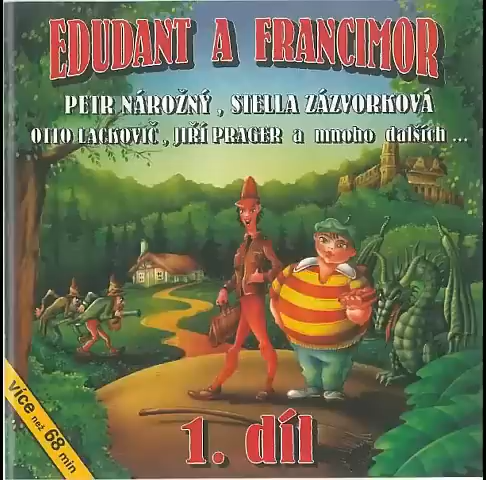 EDUDANT A FRANCIMOR
PETR NÁROŽNÝ, STELLA ZÁZVORKOVÁ
OTTO LACKOVIČ, JIŘÍ PRAGER a mnoho dalších ...
více než 68 min
1. díl